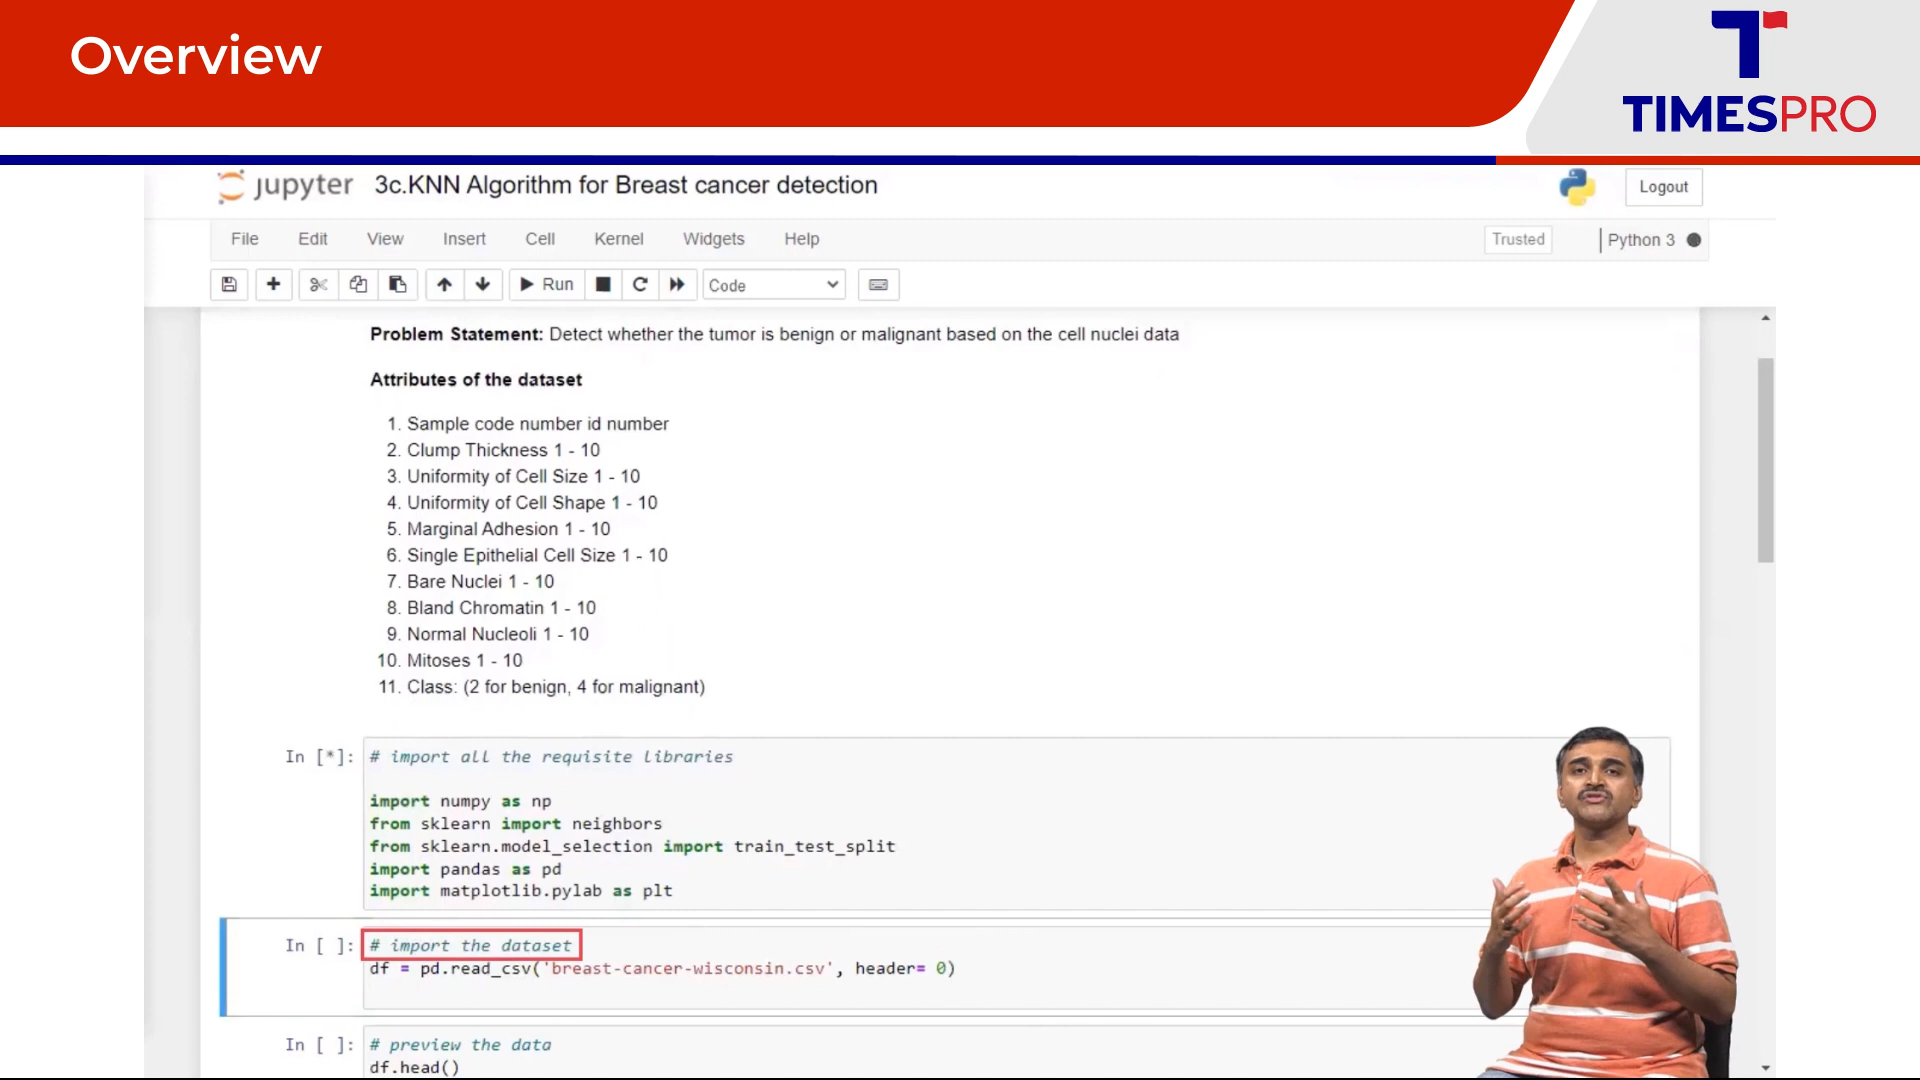 Overview
TIMESPRO
jupyter 3c.KNN Algorithm for Breast cancer detection
Logout
File Edit View Insert Cell Kernel Widgets Help
Trusted
Python 3
Run
Code
Problem Statement: Detect whether the tumor is benign or malignant based on the cell nuclei data
Attributes of the dataset
1. Sample code number id number
2. Clump Thickness 1 - 10
3. Uniformity of Cell Size 1 - 10
4. Uniformity of Cell Shape 1 - 10
5. Marginal Adhesion 1 - 10
6. Single Epithelial Cell Size 1 - 10
7. Bare Nuclei 1 - 10
8. Bland Chromatin 1 - 10
9. Normal Nucleoli 1 - 10
10. Mitoses 1 - 10
11. Class: (2 for benign, 4 for malignant)
In [*]: # import all the requisite libraries
import numpy as np
from sklearn import neighbors
from sklearn.model_selection import train_test_split
import pandas as pd
import matplotlib.pylab as plt
In [ ]: # import the dataset
df = pd.read_csv('breast-cancer-wisconsin.csv', header= 0)
In [ ]: # preview the data
df.head()